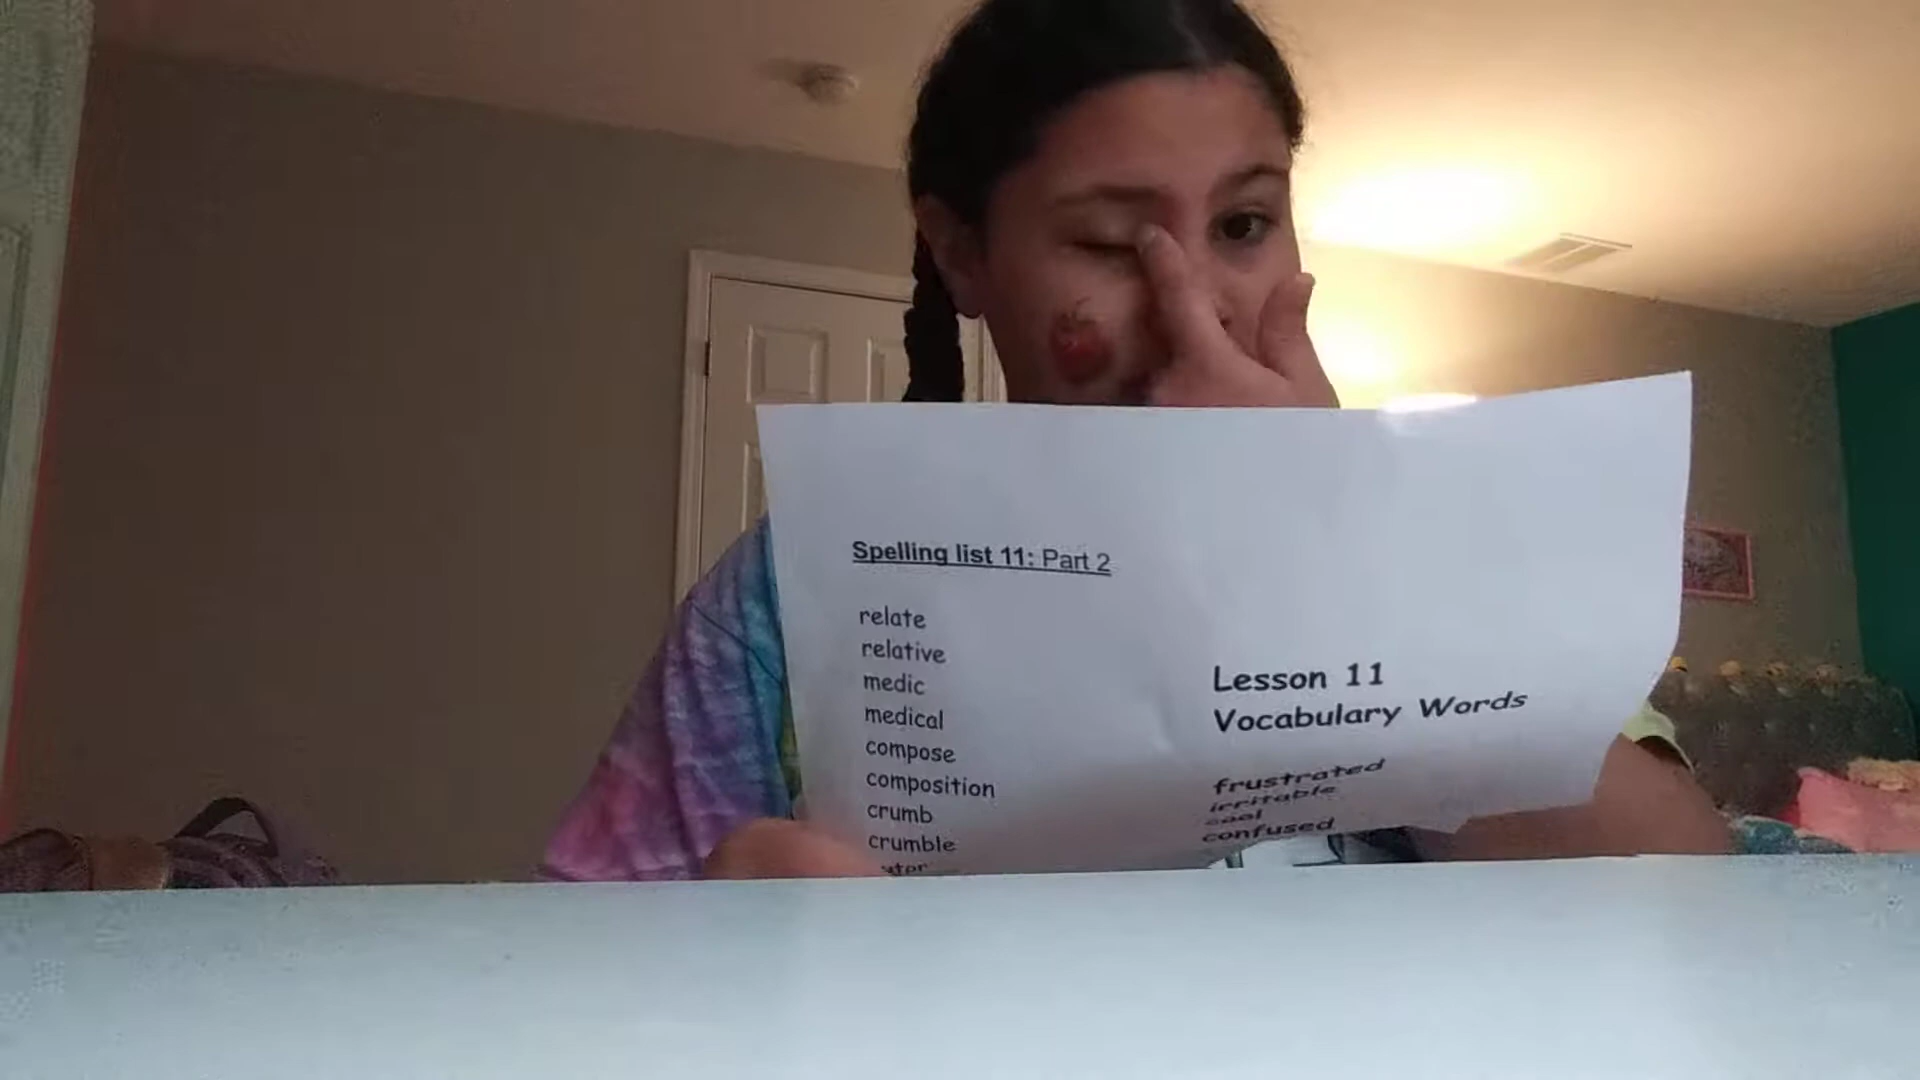 Spelling list 11: Part 2
relate
relative
medic
medical
compose
composition
crumb
crumble
Lesson 11
Vocabulary Words
frustrated
irritable
cool
confused